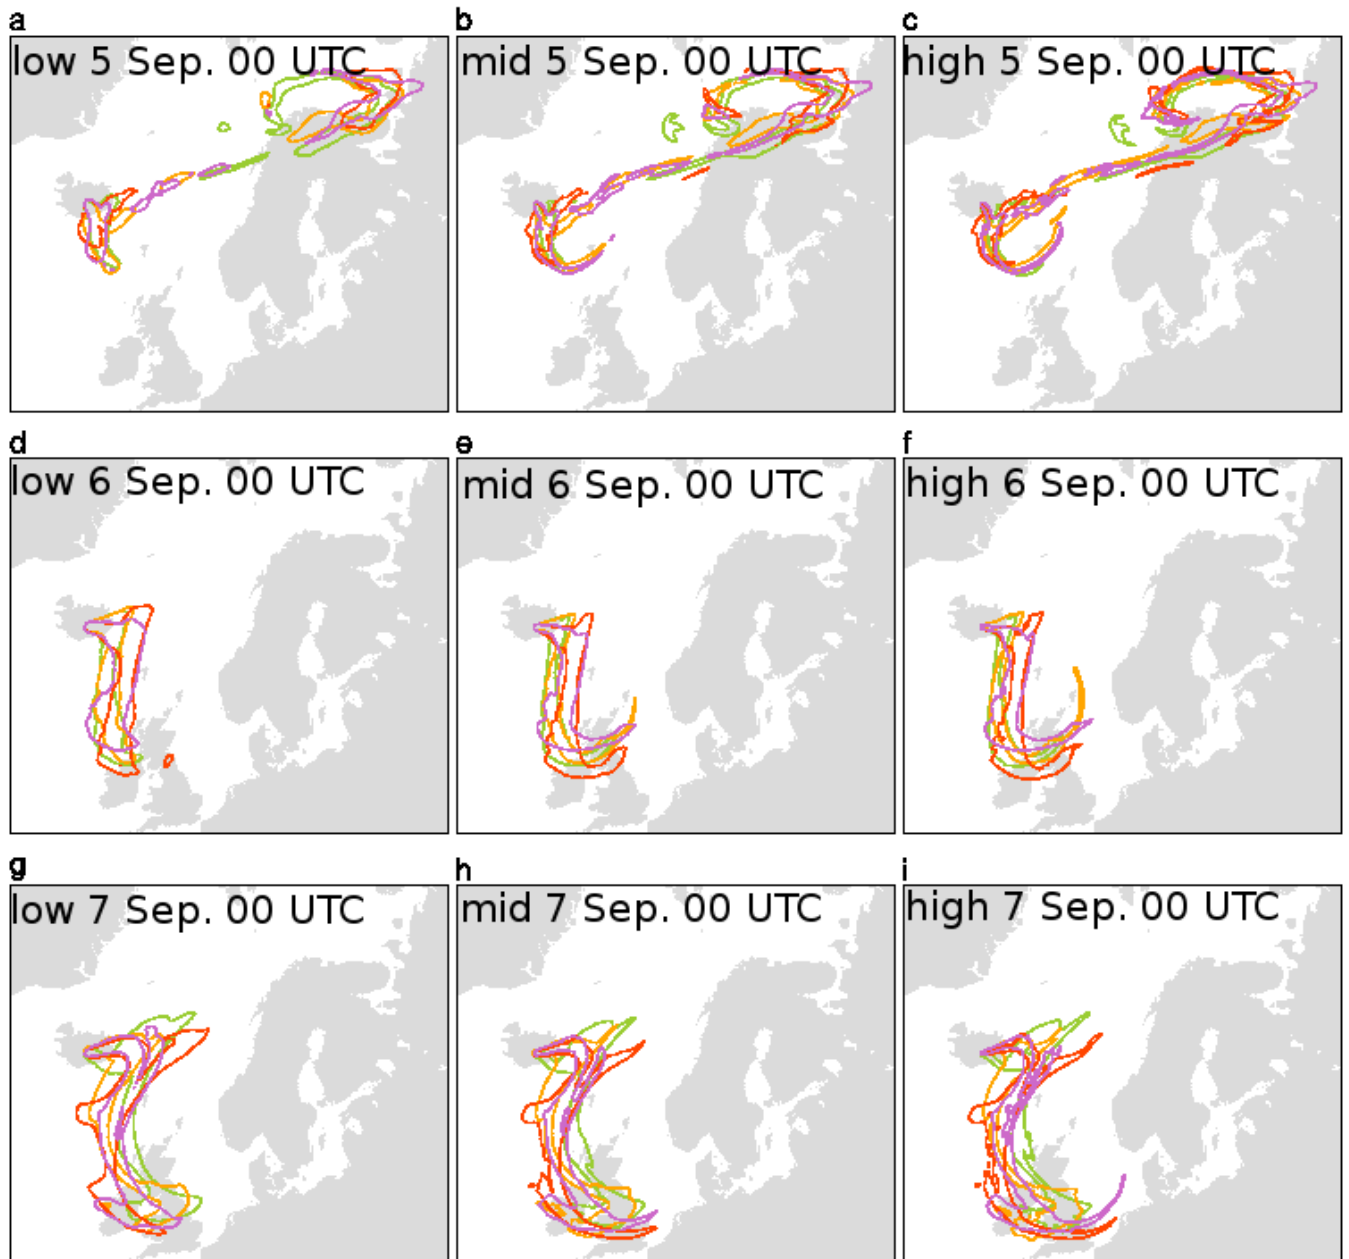 a
low 5 Sep. 00 UTC
b
mid 5 Sep. 00 UTC
c
high 5 Sep. 00 UTC
d
low 6 Sep. 00 UTC
e
mid 6 Sep. 00 UTC
f
high 6 Sep. 00 UTC
g
low 7 Sep. 00 UTC
h
mid 7 Sep. 00 UTC
i
high 7 Sep. 00 UTC